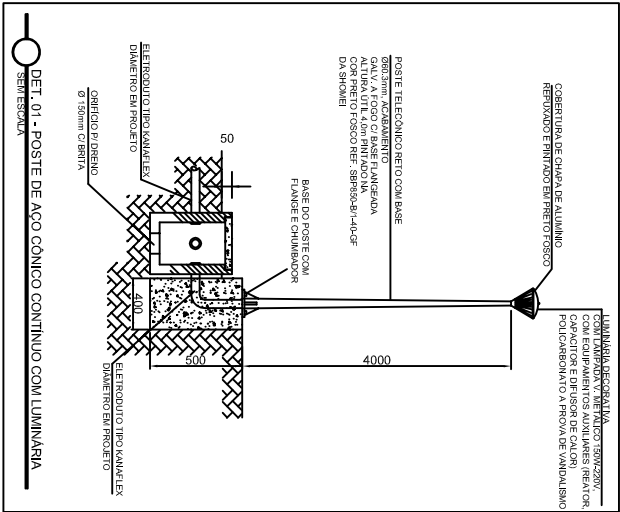 COBERTURA DE CHAPA DE ALUMÍNIO
REPUXADO E PINTADO EM PRETO FOSCO
LUMINÁRIA DECORATIVA
COM LÂMPADA V. METÁLICO 150W-220V,
COM EQUIPAMENTOS AUXILIARES (REATOR,
CAPACITOR E DIFUSOR DE CALOR)
POLICARBONATO A PROVA DE VANDALISMO
POSTE TELECÔNICO RETO COM BASE
Ø60.3mm, ACABAMENTO
GALV. A FOGO C/ BASE FLANGEADA
ALTURA ÚTIL 4,0m PINTADO NA
COR PRETO FOSCO REF. SBP850-B/1-40-GF
DA SHOMEI
4000
BASE DO POSTE COM
FLANGE E CHUMBADOR
50
500
400
ELETRODUTO TIPO KANAFLEX
DIÂMETRO EM PROJETO
ORIFÍCIO P/ DRENO
Ø 150mm C/ BRITA
ELETRODUTO TIPO KANAFLEX
DIÂMETRO EM PROJETO
DET. 01 - POSTE DE AÇO CÔNICO CONTÍNUO COM LUMINÁRIA
SEM ESCALA